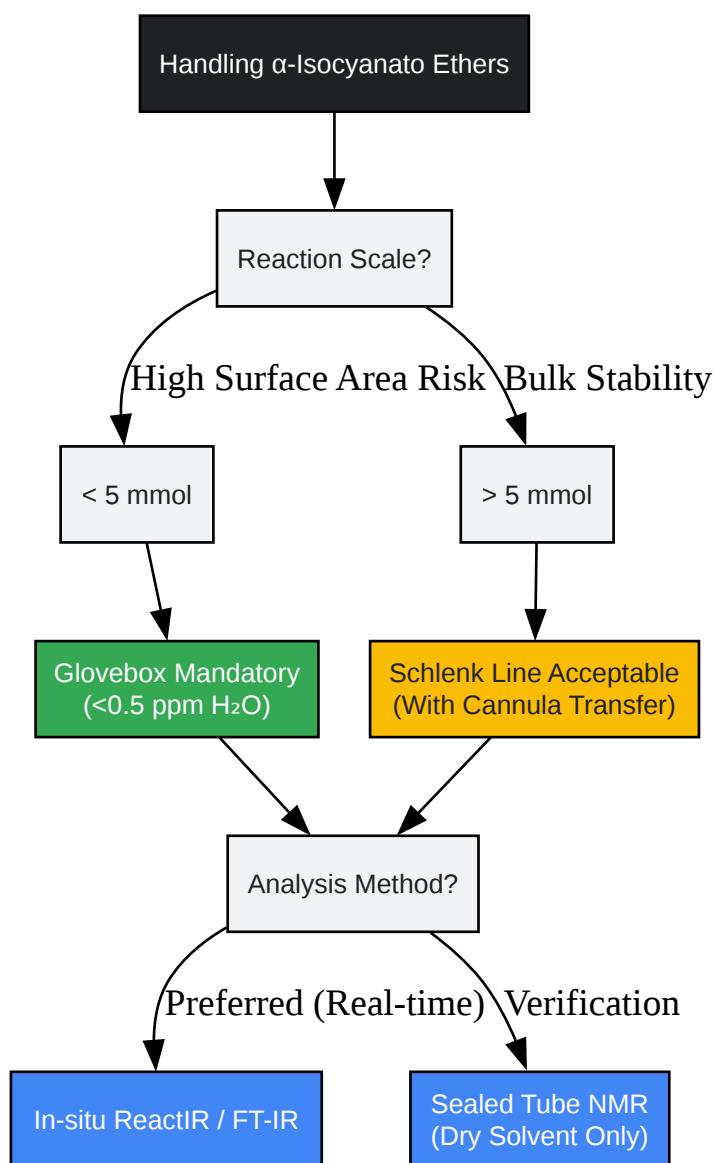 Handling α-Isocyanato Ethers
Reaction Scale?
High Surface Area Risk
Bulk Stability
< 5 mmol
> 5 mmol
Glovebox Mandatory
(<0.5 ppm H₂O)
Schlenk Line Acceptable
(With Cannula Transfer)
Analysis Method?
Preferred (Real-time)
Verification
In-situ ReactIR / FT-IR
Sealed Tube NMR
(Dry Solvent Only)